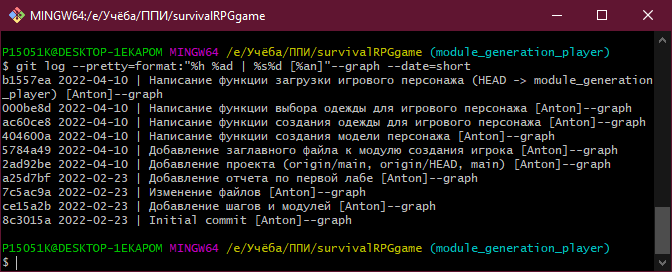 MINGW64:/e/Учёба/ППИ/survivalRPGgame
P15051K@DESKTOP-1EKAPOM MINGW64 /e/Учёба/ППИ/survivalRPGgame (module_generation_player)
$ git log --pretty=format:"%h %ad | %s%d [%an]"--graph --date=short
b1557ea 2022-04-10 | Написание функции загрузки игрового персонажа (HEAD -> module_generation
_player) [Anton]--graph
000be8d 2022-04-10 | Написание функции выбора одежды для игрового персонажа [Anton]--graph
ac60ce8 2022-04-10 | Написание функции создания одежды для игрового персонажа [Anton]--graph
404600a 2022-04-10 | Написание функции создания модели персонажа [Anton]--graph
5784a49 2022-04-10 | Добавление заглавного файла к модулю создания игрока [Anton]--graph
2ad92be 2022-04-10 | Добавление проекта (origin/main, origin/HEAD, main) [Anton]--graph
a25d7bf 2022-02-23 | Добавление отчета по первой лабе [Anton]--graph
7c5ac9a 2022-02-23 | Изменение файлов [Anton]--graph
ce15a2b 2022-02-23 | Добавление шагов и модулей [Anton]--graph
8c3015a 2022-02-23 | Initial commit [Anton]--graph
P15051K@DESKTOP-1EKAPOM MINGW64 /e/Учёба/ППИ/survivalRPGgame (module_generation_player)
$